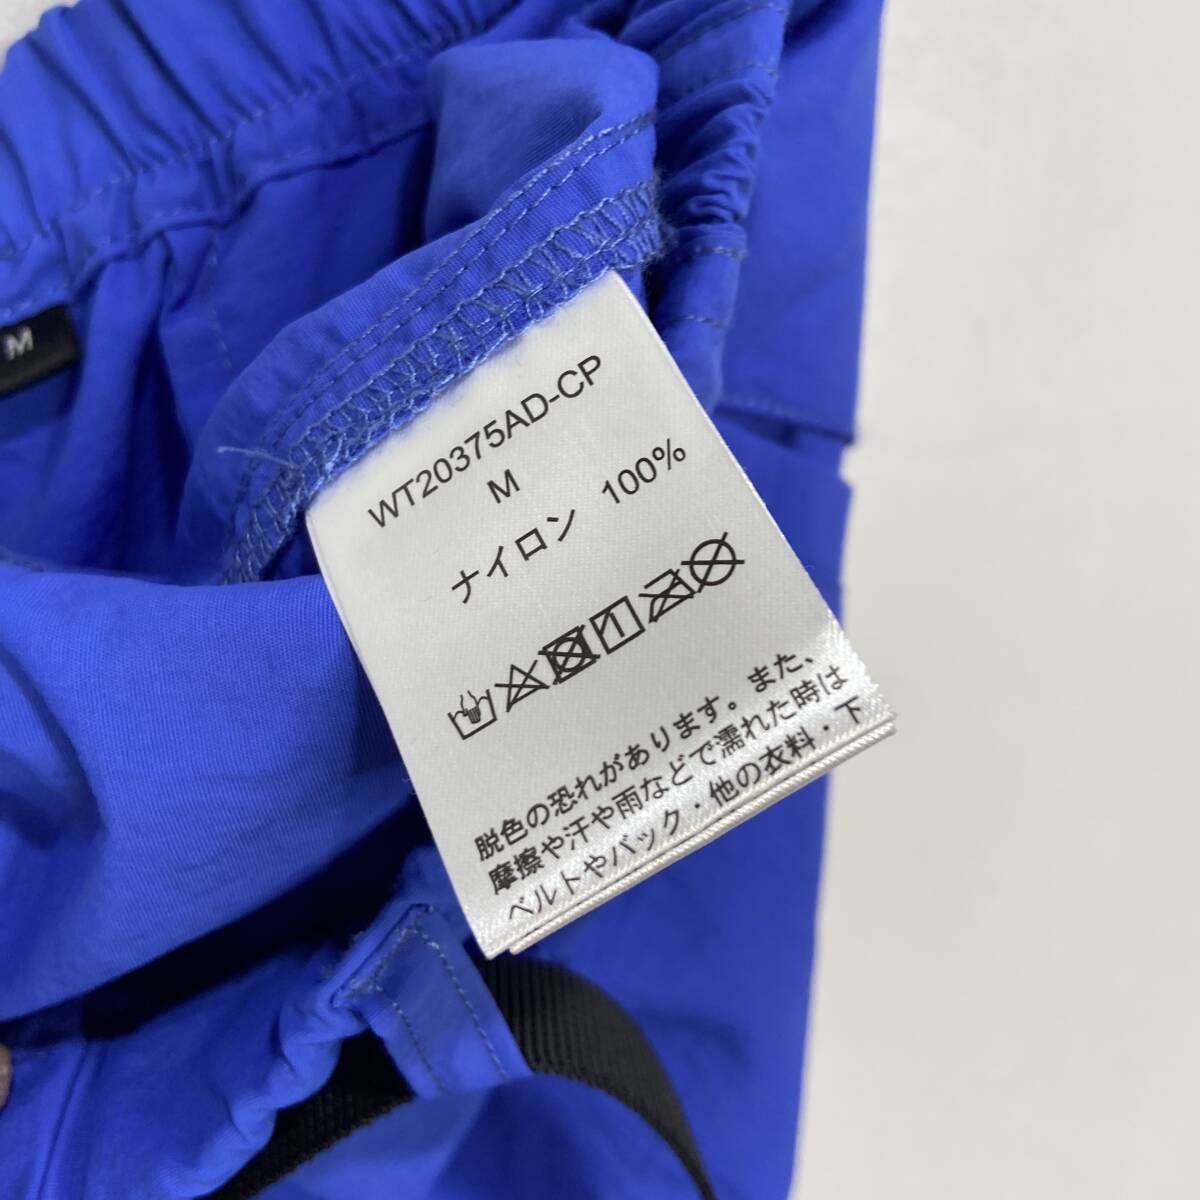 M
WT20375AD-CP
M
ナイロン 100%
脱色の恐れがあります。また、
摩擦や汗や雨などで濡れた時は
ベルトやバック・他の衣料・下